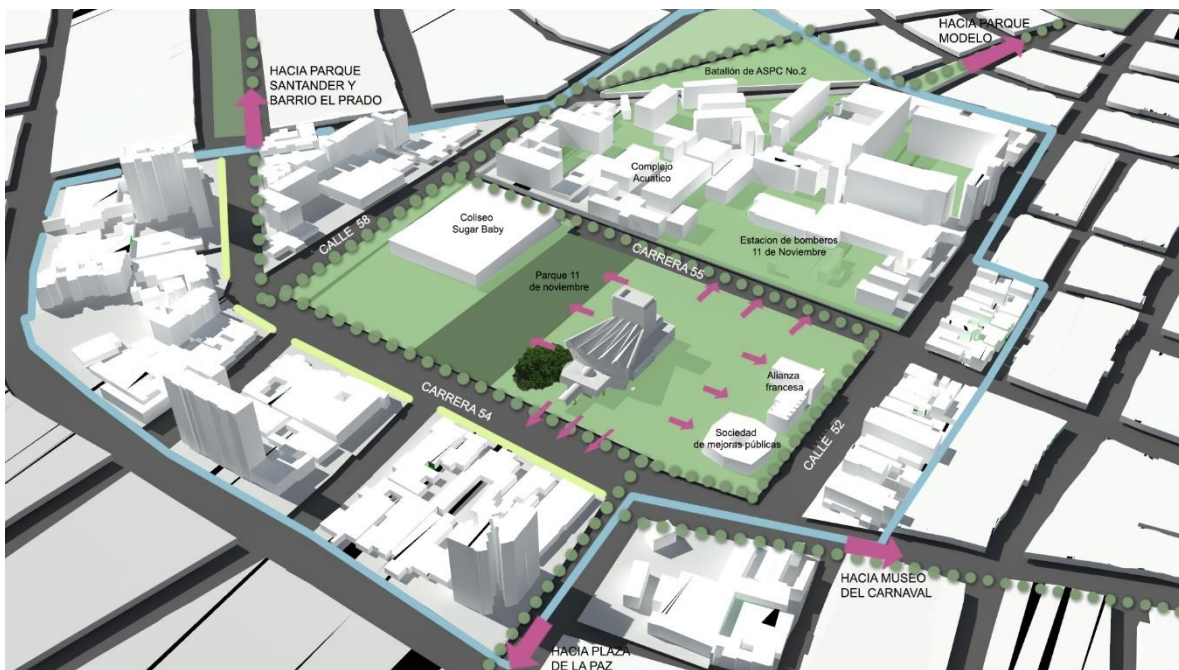 HACIA PARQUE
MODELO
HACIA PARQUE
SANTANDER Y
BARRIO EL PRADO
Batallón de ASPC No.2
Complejo
Acuatico
Coliseo
Sugar Baby
CALLE 58
Estacion de bomberos
11 de Noviembre
CARRERA 55
Parque 11
de noviembre
Alianza
francesa
CARRERA 54
Sociedad
de mejoras públicas
CALLE 52
HACIA MUSEO
DEL CARNAVAL
HACIA PLAZA
DE LA PAZ